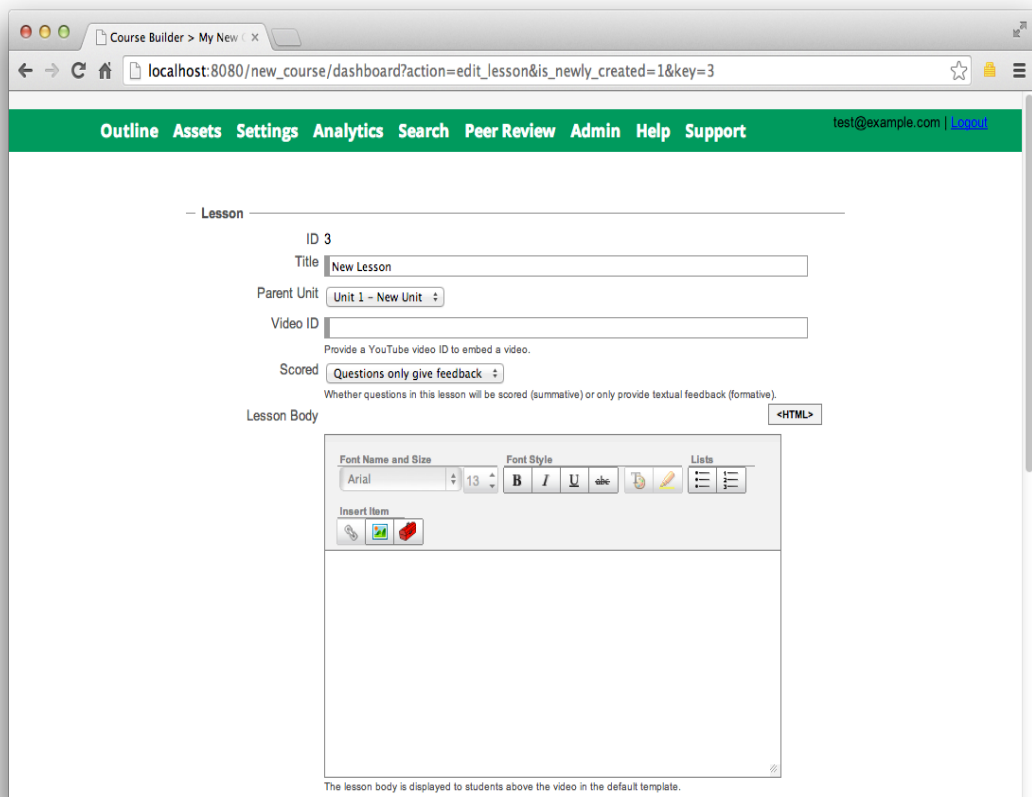 Course Builder > My New C
localhost:8080/new_course/dashboard?action=edit_lesson&is_newly_created=1&key=3
Outline Assets Settings Analytics Search Peer Review Admin Help Support
test@example.com | Logout
Lesson
ID 3
Title New Lesson
Parent Unit Unit 1 – New Unit
Video ID
Provide a YouTube video ID to embed a video.
Scored Questions only give feedback
Whether questions in this lesson will be scored (summative) or only provide textual feedback (formative).
Lesson Body <HTML>
Font Name and Size Font Style Lists
Arial 13 B I U abc
Insert Item
The lesson body is displayed to students above the video in the default template.